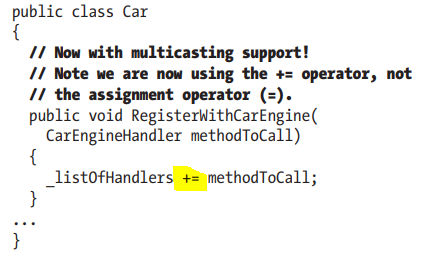 public class Car
{
// Now with multicasting support!
// Note we are now using the += operator, not
// the assignment operator (=).
public void RegisterWithCarEngine(
CarEngineHandler methodToCall)
{
_listOfHandlers += methodToCall;
}
...
}